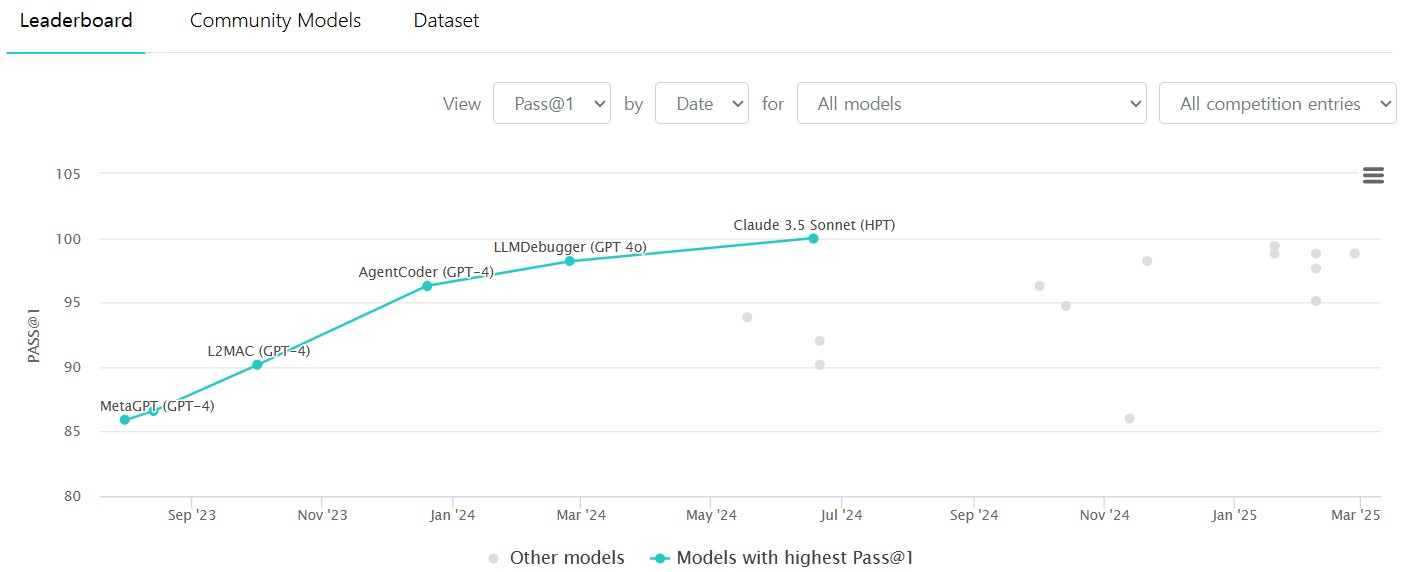 Leaderboard Community Models Dataset
View Pass@1 by Date for All models All competition entries
105
100
95
90
85
80
PASS@1
Claude 3.5 Sonnet (HPT)
LLMDebugger (GPT 4o)
AgentCoder (GPT-4)
L2MAC (GPT-4)
MetaGPT (GPT-4)
Sep '23 Nov '23 Jan '24 Mar '24 May '24 Jul '24 Sep '24 Nov '24 Jan '25 Mar '25
Other models Models with highest Pass@1